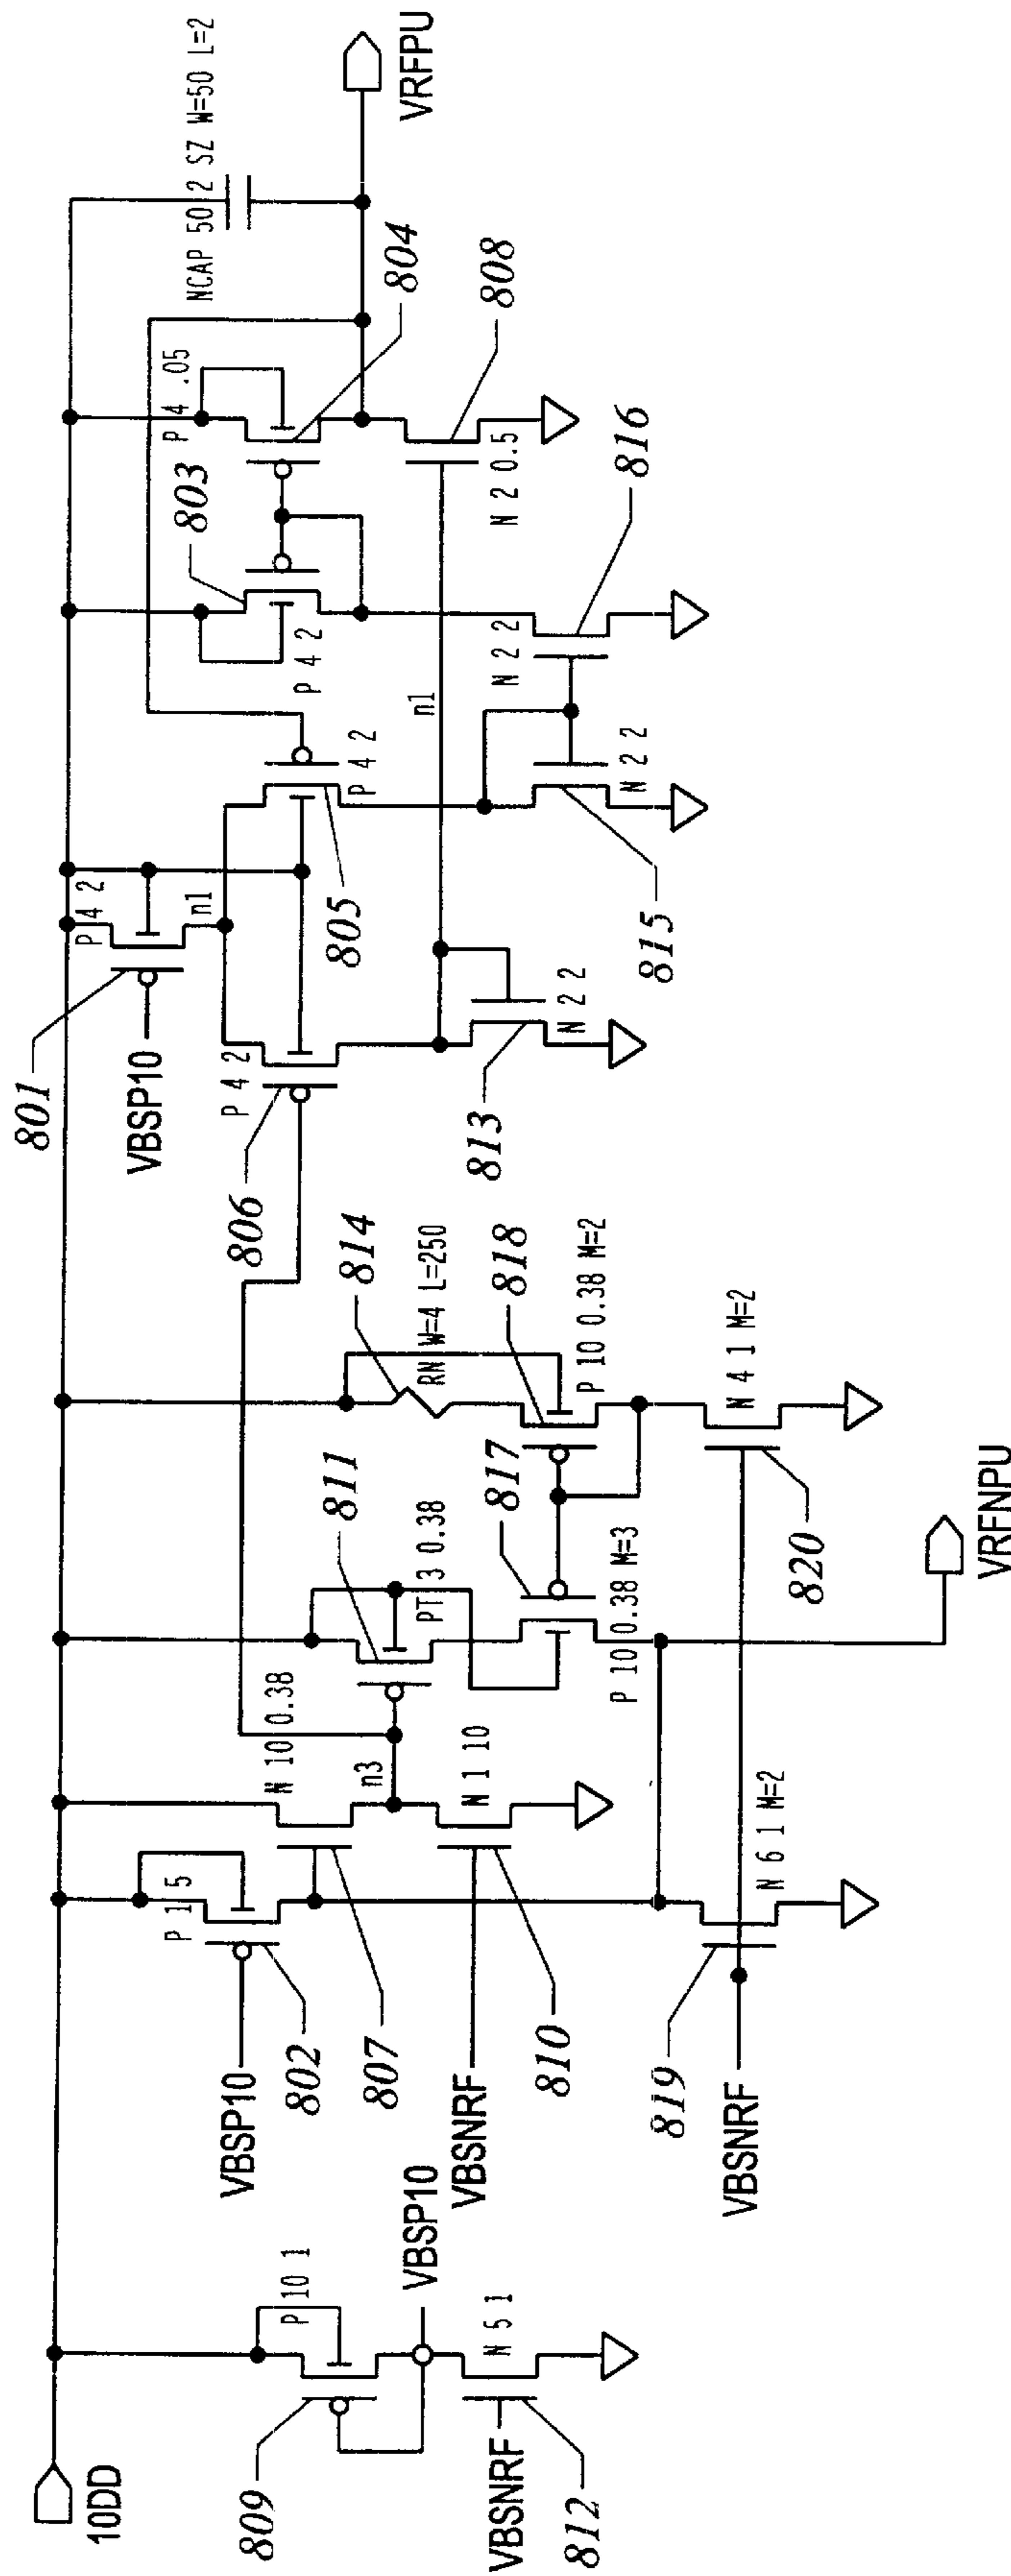 10DD
809
P 10 1
VBSP10
VBSNRF
N 5 1
812
VBSP10
802
P 1 5
807
N 10 0.38
n3
VBSNRF
810
N 1 10
811
PT 3 0.38
814
RN W=4 L=250
817
P 10 0.38 M=3
818
P 10 0.38 M=2
819
VBSNRF
N 6 1 M=2
820
N 4 1 M=2
VRFNPU
801
VBSP10
P 4 2
n1
806
P 4 2
805
P 4 2
813
N 2 2
n1
815
N 2 2
803
P 4 2
816
N 2 2
P 4 .05
804
808
N 2 0.5
NCAP 50 2 SZ W=50 L=2
VRFPU